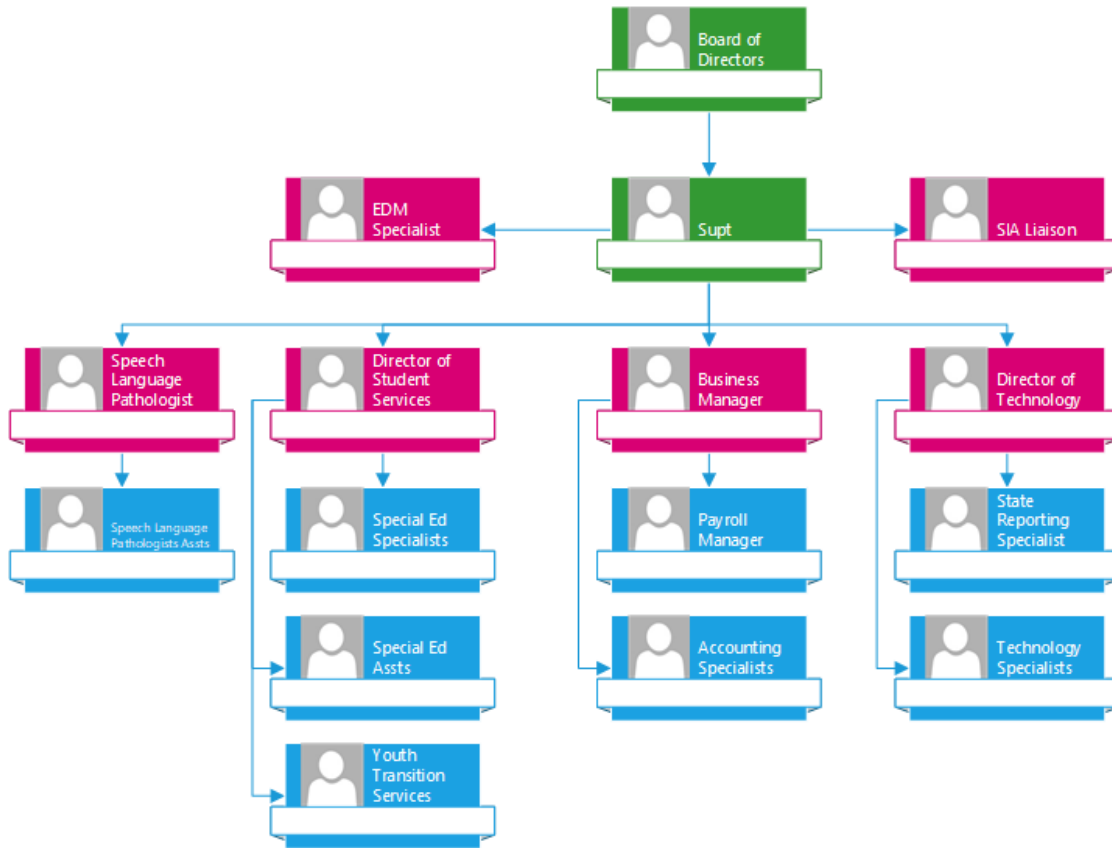 Board of
Directors
EDM
Specialist
Supt
SIA Liaison
Speech
Language
Pathologist
Director of
Student
Services
Business
Manager
Director of
Technology
Speech Language
Pathologists Assts
Special Ed
Specialists
Payroll
Manager
State
Reporting
Specialist
Special Ed
Assts
Accounting
Specialists
Technology
Specialists
Youth
Transition
Services